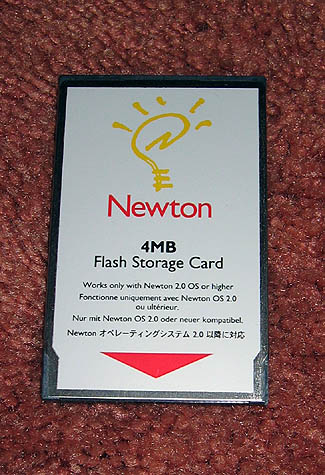 Newton
4MB
Flash Storage Card
Works only with Newton 2.0 OS or higher
Fonctionne uniquement avec Newton OS 2.0
ou ultérieur.
Nur mit Newton OS 2.0 oder neuer kompatibel.
Newton オペレーティングシステム 2.0 以降に対応